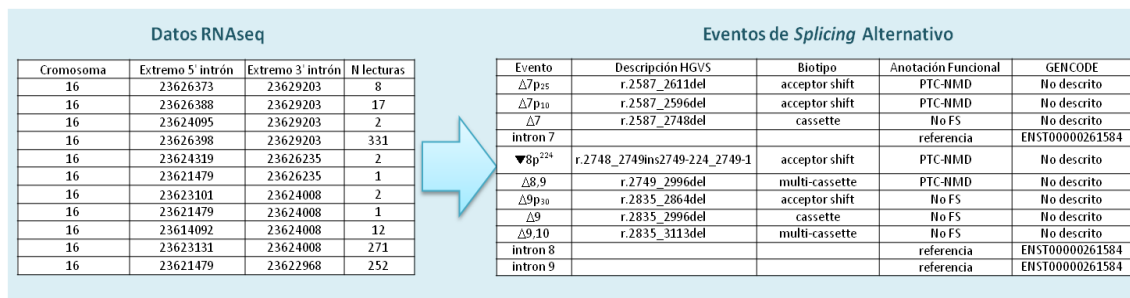 Datos RNAseq
Cromosoma Extremo 5' intrón Extremo 3' intrón N lecturas
16 23626373 23629203 8
16 23626388 23629203 17
16 23624095 23629203 2
16 23626398 23629203 331
16 23624319 23626235 2
16 23621479 23626235 1
16 23623101 23624008 2
16 23621479 23624008 1
16 23614092 23624008 12
16 23623131 23624008 271
16 23621479 23622968 252
Eventos de Splicing Alternativo
Evento Descripción HGVS Biotipo Anotación Funcional GENCODE
△7p25 r.2587_2611del acceptor shift PTC-NMD No descrito
△7p10 r.2587_2596del acceptor shift PTC-NMD No descrito
△7 r.2587_2748del cassette No FS No descrito
intron 7 referencia ENST00000261584
▼8p224 r.2748_2749ins2749-224_2749-1 acceptor shift PTC-NMD No descrito
△8,9 r.2749_2996del multi-cassette PTC-NMD No descrito
△9p30 r.2835_2864del acceptor shift No FS No descrito
△9 r.2835_2996del cassette No FS No descrito
△9,10 r.2835_3113del multi-cassette No FS No descrito
intron 8 referencia ENST00000261584
intron 9 referencia ENST00000261584